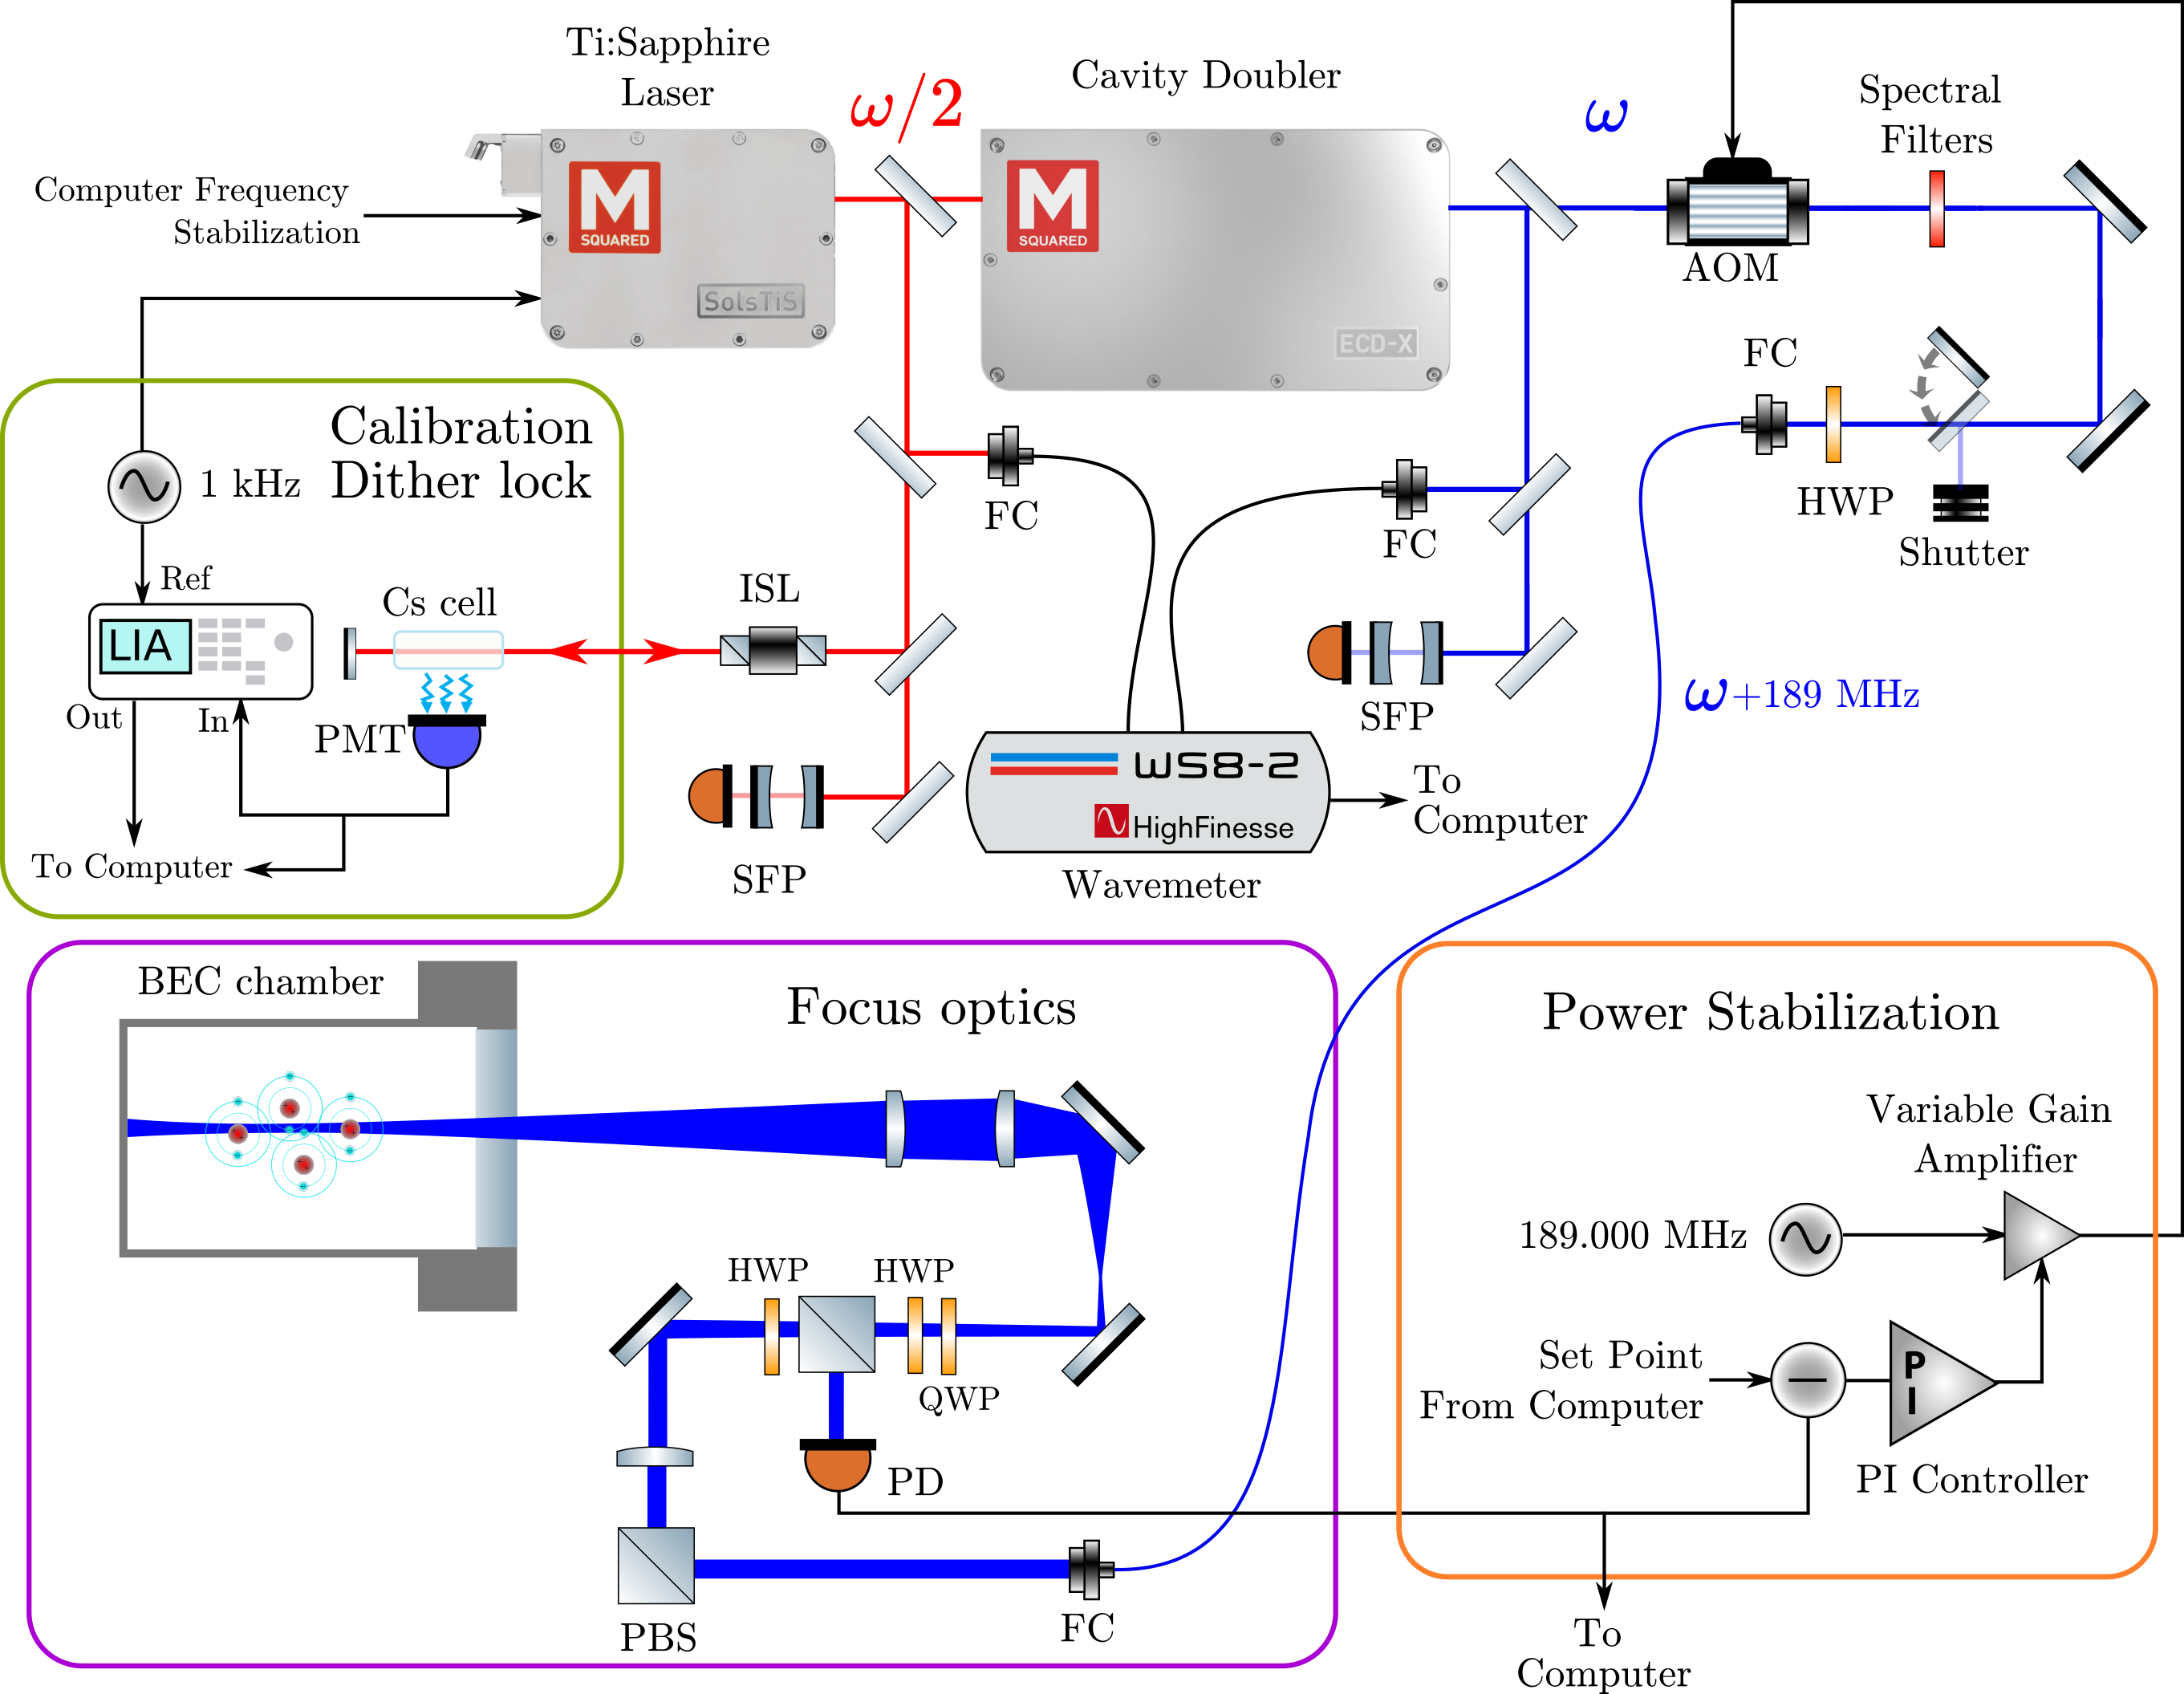 Ti:Sapphire
Laser
ω/2
Cavity Doubler
ω
Spectral
Filters
Computer Frequency
Stabilization
M
SQUARED
SolsTiS
M
SQUARED
ECD-X
AOM
FC
HWP
Shutter
Calibration
Dither lock
1 kHz
Ref
LIA
Out
In
Cs cell
PMT
To Computer
ISL
FC
FC
SFP
SFP
ω+189 MHz
WS8-2
HighFinesse
Wavemeter
To
Computer
BEC chamber
Focus optics
HWP
HWP
QWP
PD
PBS
FC
Power Stabilization
Variable Gain
Amplifier
189.000 MHz
Set Point
From Computer
P
I
PI Controller
To
Computer